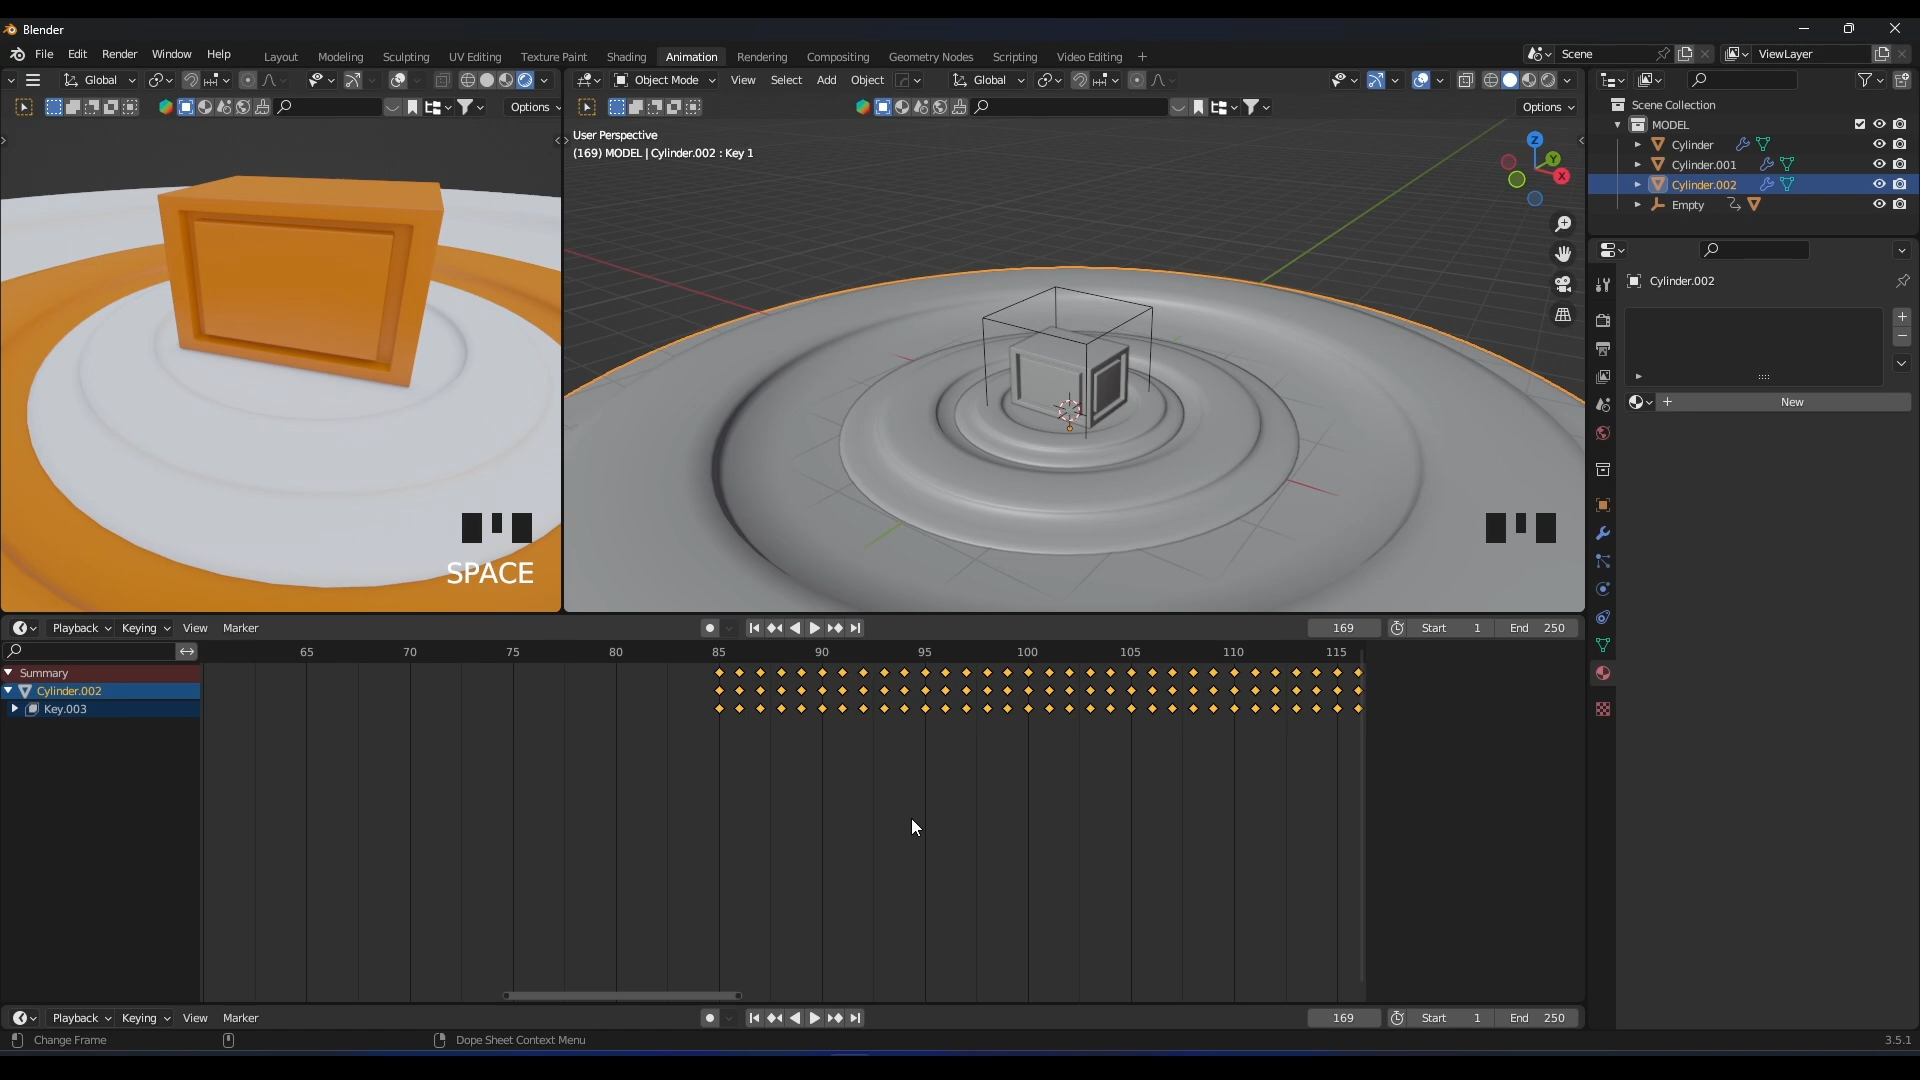 Blender
File Edit Render Window Help Layout Modeling Sculpting UV Editing Texture Paint Shading Animation Rendering Compositing Geometry Nodes Scripting Video Editing + Scene ViewLayer
Global Object Mode View Select Add Object Global
Options Options
User Perspective
(169) MODEL | Cylinder.002 : Key 1
Z
Y
X
Scene Collection
MODEL
Cylinder
Cylinder.001
Cylinder.002
Empty
Cylinder.002
New
SPACE
Playback Keying View Marker 169 Start 1 End 250
65 70 75 80 85 90 95 100 105 110 115
Summary
Cylinder.002
Key.003
Playback Keying View Marker 169 Start 1 End 250
Change Frame Dope Sheet Context Menu 3.5.1